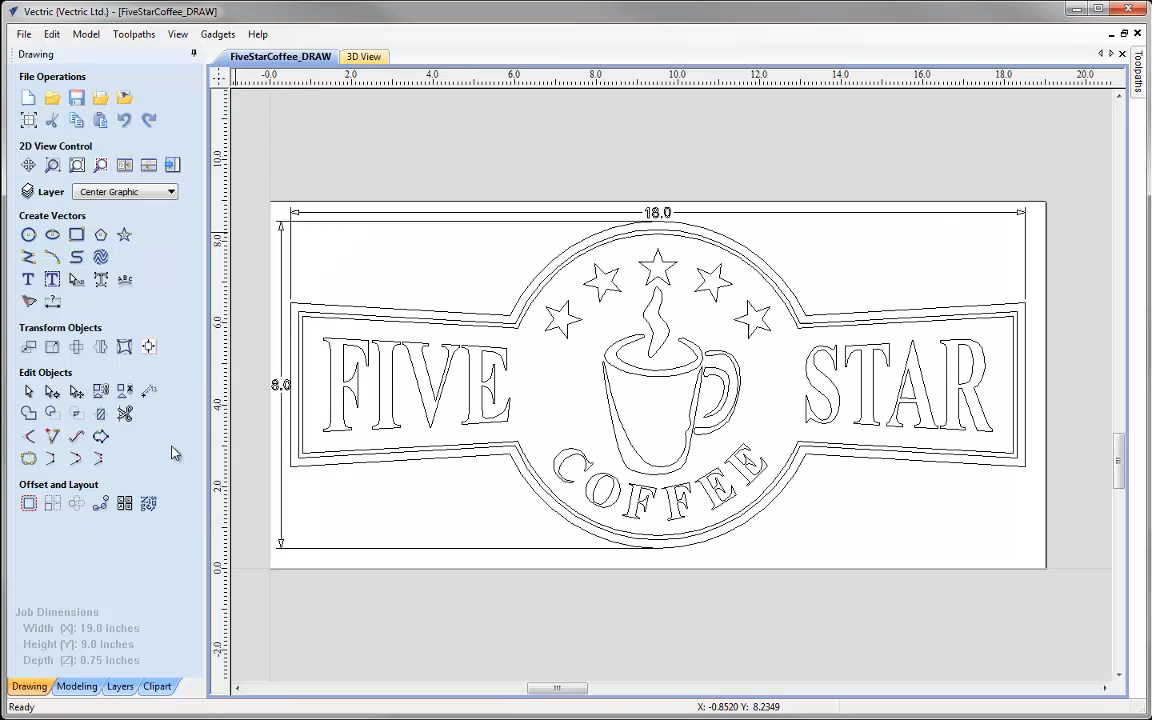 Vectric {Vectric Ltd.} - [FiveStarCoffee_DRAW]
File Edit Model Toolpaths View Gadgets Help
Drawing
FiveStarCoffee_DRAW 3D View
Toolpaths
File Operations
2D View Control
Layer Center Graphic
Create Vectors
Transform Objects
Edit Objects
Offset and Layout
-0.0 2.0 4.0 6.0 8.0 10.0 12.0 14.0 16.0 18.0 20.0
10.0
8.0
6.0
4.0
2.0
0.0
-2.0
18.0
8.0
FIVE STAR
COFFEE
Job Dimensions
Width (X): 19.0 inches
Height (Y): 9.0 inches
Depth (Z): 0.75 inches
Drawing Modeling Layers Clipart
Ready
X: -0.8520 Y: 8.2349